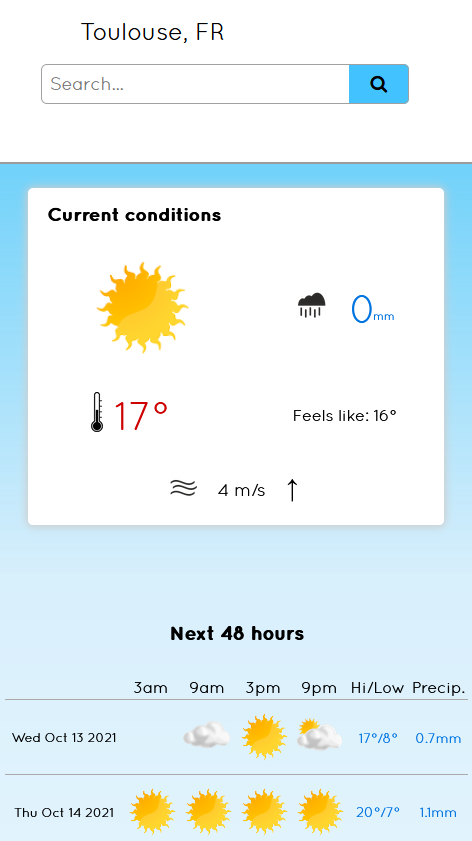 Toulouse, FR
Search...
Current conditions
0mm
17°
Feels like: 16°
4 m/s ↑
Next 48 hours
3am 9am 3pm 9pm Hi/Low Precip.
Wed Oct 13 2021 17°/8° 0.7mm
Thu Oct 14 2021 20°/7° 1.1mm